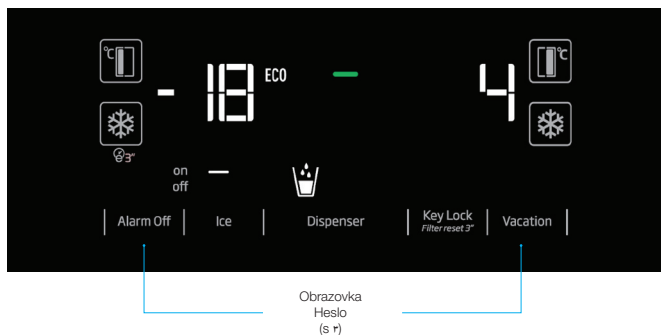 °C
°C
- 18 ECO
4
3"
on
off
Alarm Off
Ice
Dispenser
Key Lock
Filter reset 3"
Vacation
Obrazovka
Heslo
(s ٣)